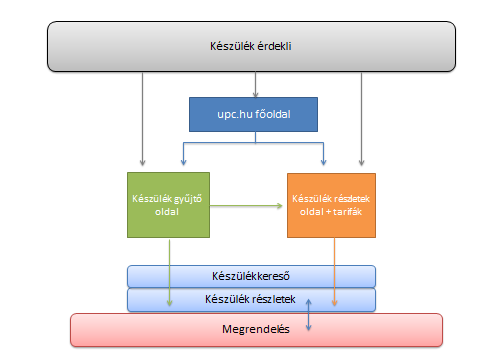 Készülék érdekli
upc.hu főoldal
Készülék gyűjtő
oldal
Készülék részletek
oldal + tarifák
Készülékkereső
Készülék részletek
Megrendelés